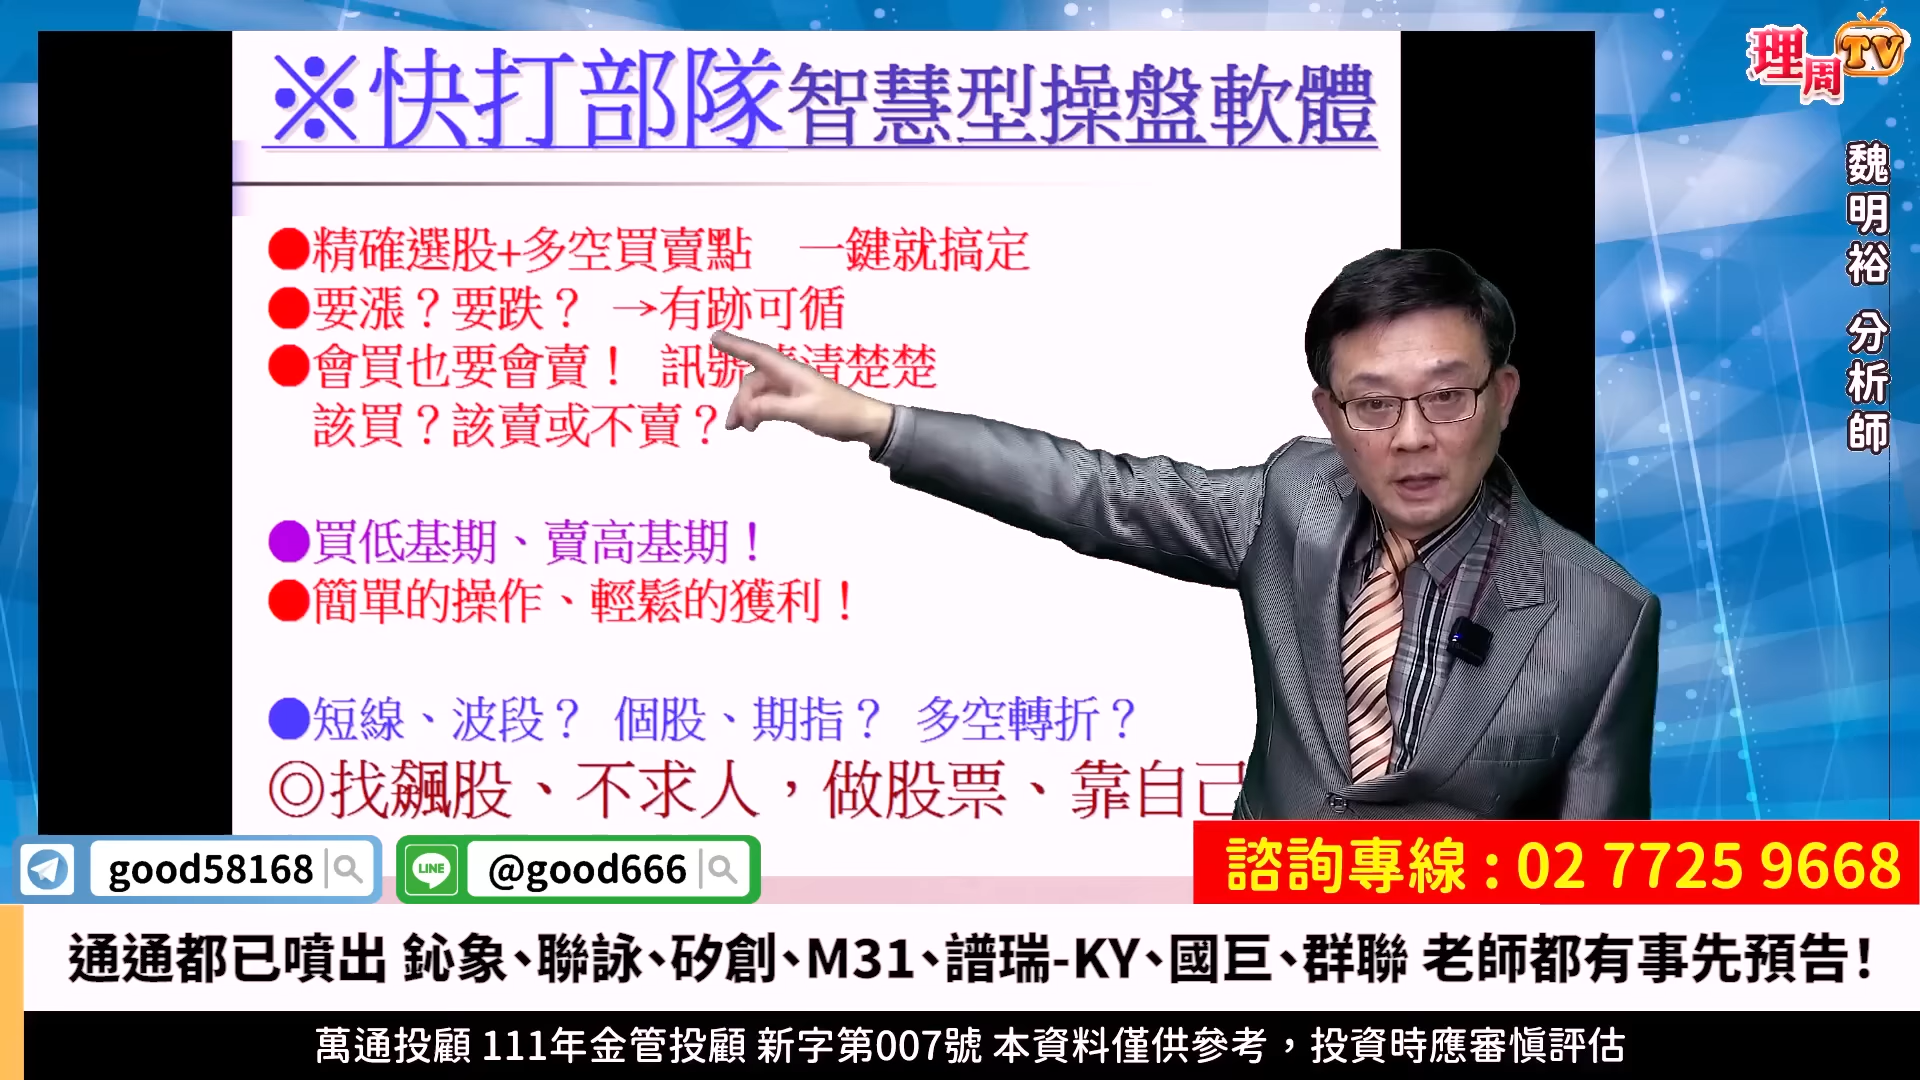 ※快打部隊智慧型操盤軟體
理周TV
魏明裕 分析師
●精確選股+多空買賣點 一鍵就搞定
●要漲？要跌？ →有跡可循
●會買也要會賣！ 訊號清清楚楚
該買？該賣或不賣？
●買低基期、賣高基期！
●簡單的操作、輕鬆的獲利！
●短線、波段？ 個股、期指？ 多空轉折？
◎找飆股、不求人，做股票、靠自己
good58168
LINE @good666
諮詢專線 : 02 7725 9668
通通都已噴出 鈊象、聯詠、矽創、M31、譜瑞-KY、國巨、群聯 老師都有事先預告!
萬通投顧 111年金管投顧 新字第007號 本資料僅供參考，投資時應審慎評估